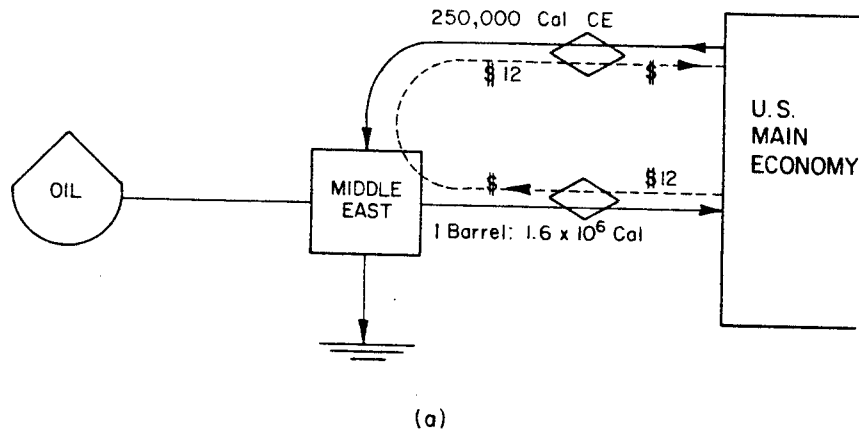 250,000 Cal CE
$ 12 $
U.S.
MAIN
ECONOMY
OIL
MIDDLE
EAST
$ $ 12
1 Barrel: 1.6 x 10⁶ Cal
(a)